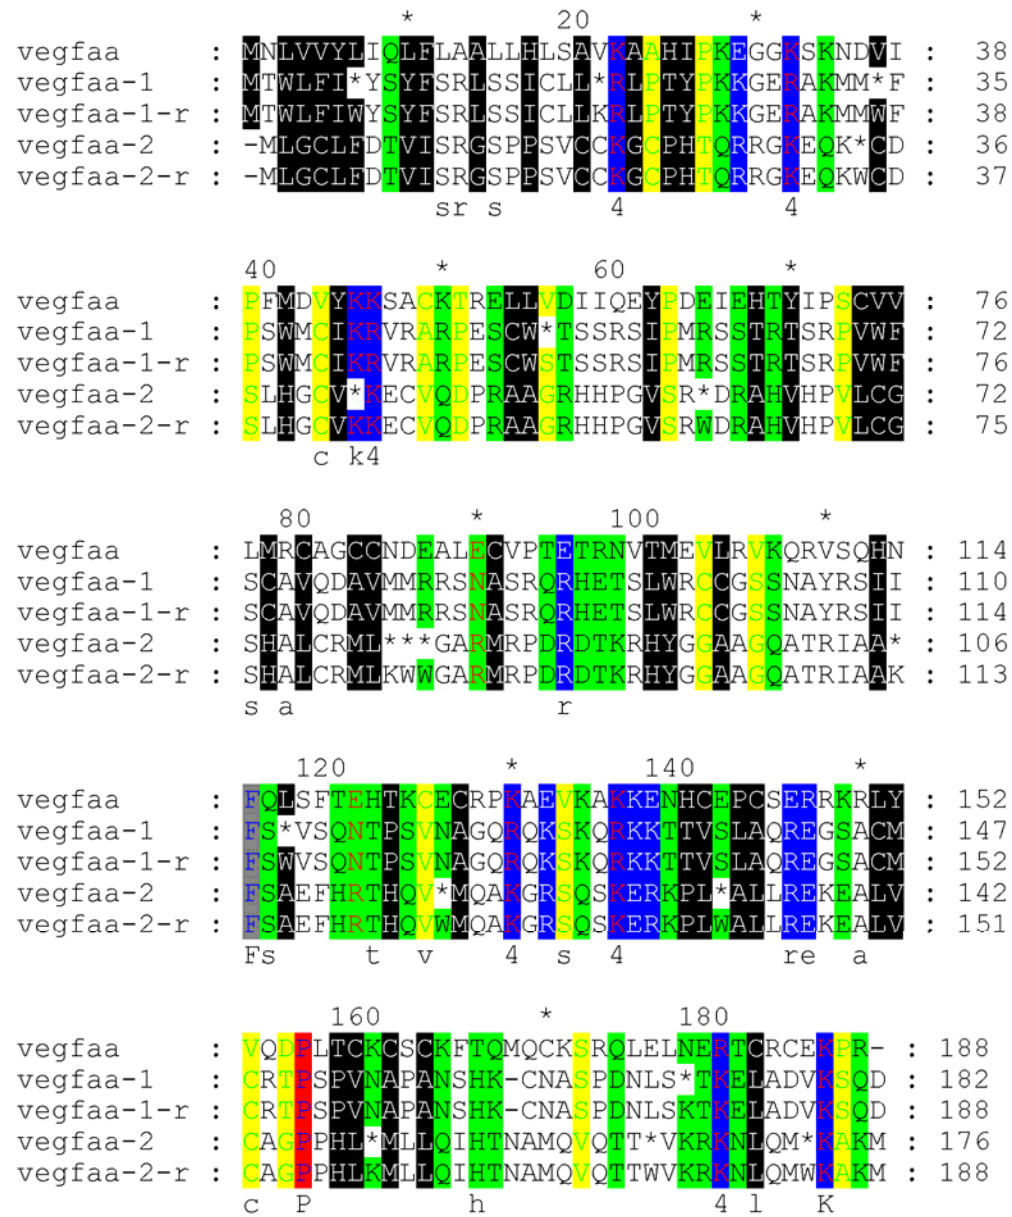 * 20 *
vegfaa : MNLVVYLIQLFLAALLHLSAVKAAHIPKEGGKSKNDVI : 38
vegfaa-1 : MTWLFI*YSYFSRLSSICLL*RLPTYPKKGERAKMM*F : 35
vegfaa-1-r : MTWLFIWYSYFSRLSSICLLKRLPTYPKKGERAKMMWF : 38
vegfaa-2 : -MLGCLFDTVISRGSPPSVCCKGCPHTQRRGKEQK*CD : 36
vegfaa-2-r : -MLGCLFDTVISRGSPPSVCCKGCPHTQRRGKEQKWCD : 37
sr s 4 4
40 * 60 *
vegfaa : PFMDVYKKSACKTRELLVDIIQEYPDEIEHTYIPSCVV : 76
vegfaa-1 : PSWMCIKRVRARPESCW*TSSRSIPMRSSTRTSRPVWF : 72
vegfaa-1-r : PSWMCIKRVRARPESCWSTSSRSIPMRSSTRTSRPVWF : 76
vegfaa-2 : SLHGCV*KECVQDPRAAGRHHPGVSR*DRAHVHPVLCG : 72
vegfaa-2-r : SLHGCVKKECVQDPRAAGRHHPGVSRWDRAHVHPVLCG : 75
c k4
80 * 100 *
vegfaa : LMRCAGCCNDEALECVPTETRNVTMEVLRVKQRVSQHN : 114
vegfaa-1 : SCAVQDAVMMRRSNASRQRHETSLWRCCGSSNAYRSII : 110
vegfaa-1-r : SCAVQDAVMMRRSNASRQRHETSLWRCCGSSNAYRSII : 114
vegfaa-2 : SHALCRML***GARMRPDRDTKRHYGGAAGQATRIAA* : 106
vegfaa-2-r : SHALCRMLKWWGARMRPDRDTKRHYGGAAGQATRIAAK : 113
s a r
120 * 140 *
vegfaa : FQLSFTEHTKCECRPKAEVKAKKENHCEPCSERRKRLY : 152
vegfaa-1 : FS*VSQNTPSVNAGQRQKSKQRKKTTVSLAQREGSACM : 147
vegfaa-1-r : FSWVSQNTPSVNAGQRQKSKQRKKTTVSLAQREGSACM : 152
vegfaa-2 : FSAEFHRTHQV*MQAKGRSQSKERKPL*ALLREKEALV : 142
vegfaa-2-r : FSAEFHRTHQVWMQAKGRSQSKERKPLWALLREKEALV : 151
Fs t v 4 s 4 re a
160 * 180
vegfaa : VQDPLTCKCSCKFTQMQCKSRQLELNERTCRCEKPR- : 188
vegfaa-1 : CRTPSPVNAPANSHK-CNASPDNLS*TKELADVKSQD : 182
vegfaa-1-r : CRTPSPVNAPANSHK-CNASPDNLSKTKELADVKSQD : 188
vegfaa-2 : CAGPPHL*MLLQIHTNAMQVQTT*VKRKNLQM*KAKM : 176
vegfaa-2-r : CAGPPHLKMLLQIHTNAMQVQTTWVKRKNLQMWKAKM : 188
c P h 4 l K